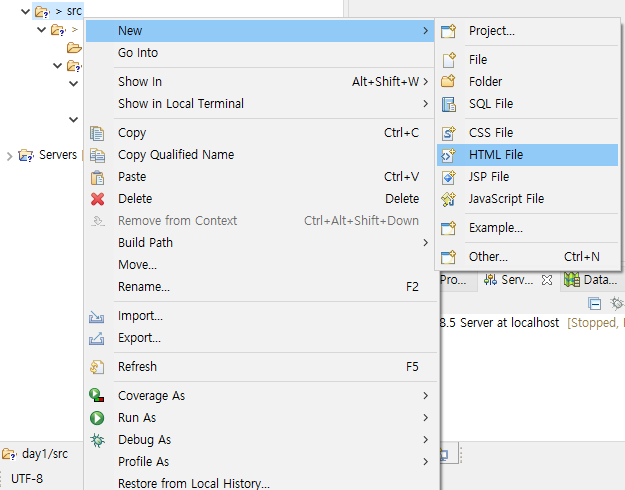 > src
>
New
Go Into
Show In Alt+Shift+W >
Show in Local Terminal
Copy Ctrl+C
Copy Qualified Name
Paste Ctrl+V
Delete Delete
Remove from Context Ctrl+Alt+Shift+Down
Build Path
Move...
Rename... F2
Import...
Export...
Refresh F5
Coverage As
Run As
Debug As
Profile As
Restore from Local History...
Project...
File
Folder
SQL File
CSS File
HTML File
JSP File
JavaScript File
Example...
Other... Ctrl+N
Servers
Pro... Serv... Data...
8.5 Server at localhost [Stopped,
day1/src
UTF-8